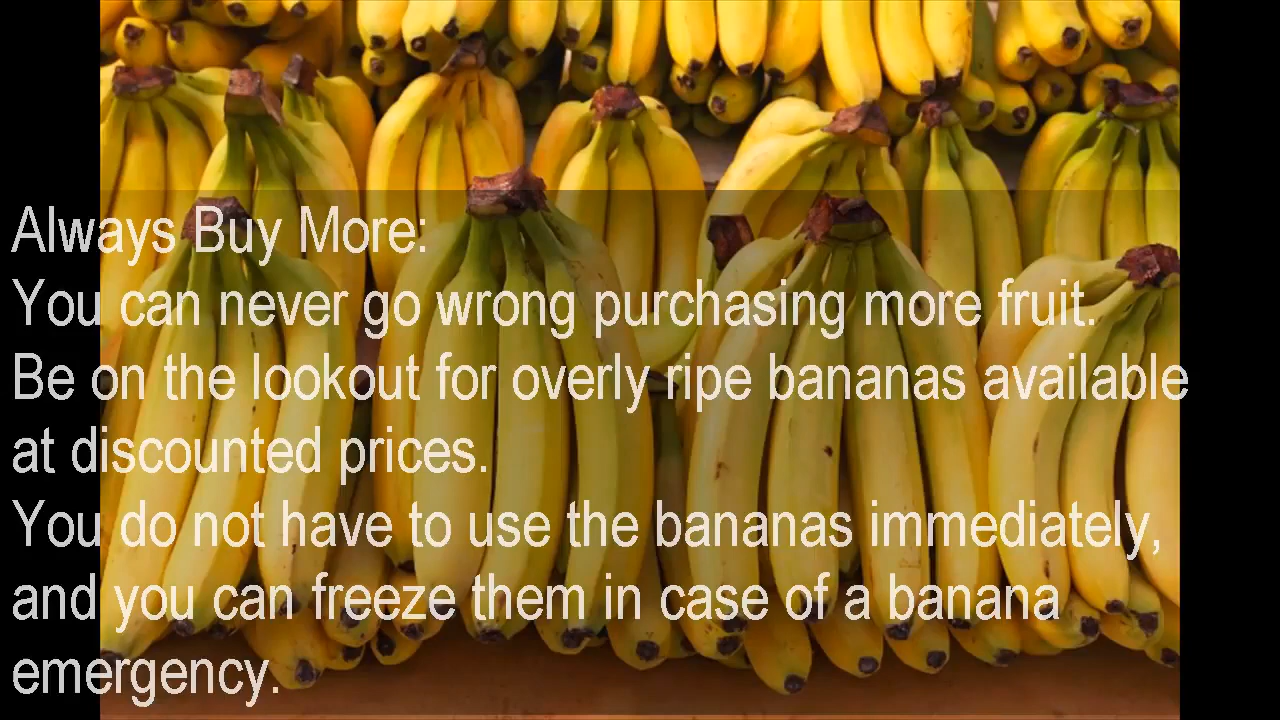 Always Buy More:
You can never go wrong purchasing more fruit.
Be on the lookout for overly ripe bananas available
at discounted prices.
You do not have to use the bananas immediately,
and you can freeze them in case of a banana
emergency.